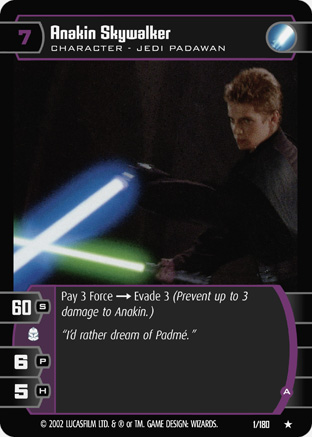 7
Anakin Skywalker
CHARACTER - JEDI PADAWAN
60 S
Pay 3 Force → Evade 3 (Prevent up to 3
damage to Anakin.)
"I'd rather dream of Padmé."
6 P
5 H
A
© 2002 LUCASFILM LTD. & ® or TM. GAME DESIGN: WIZARDS.
1/180 ★